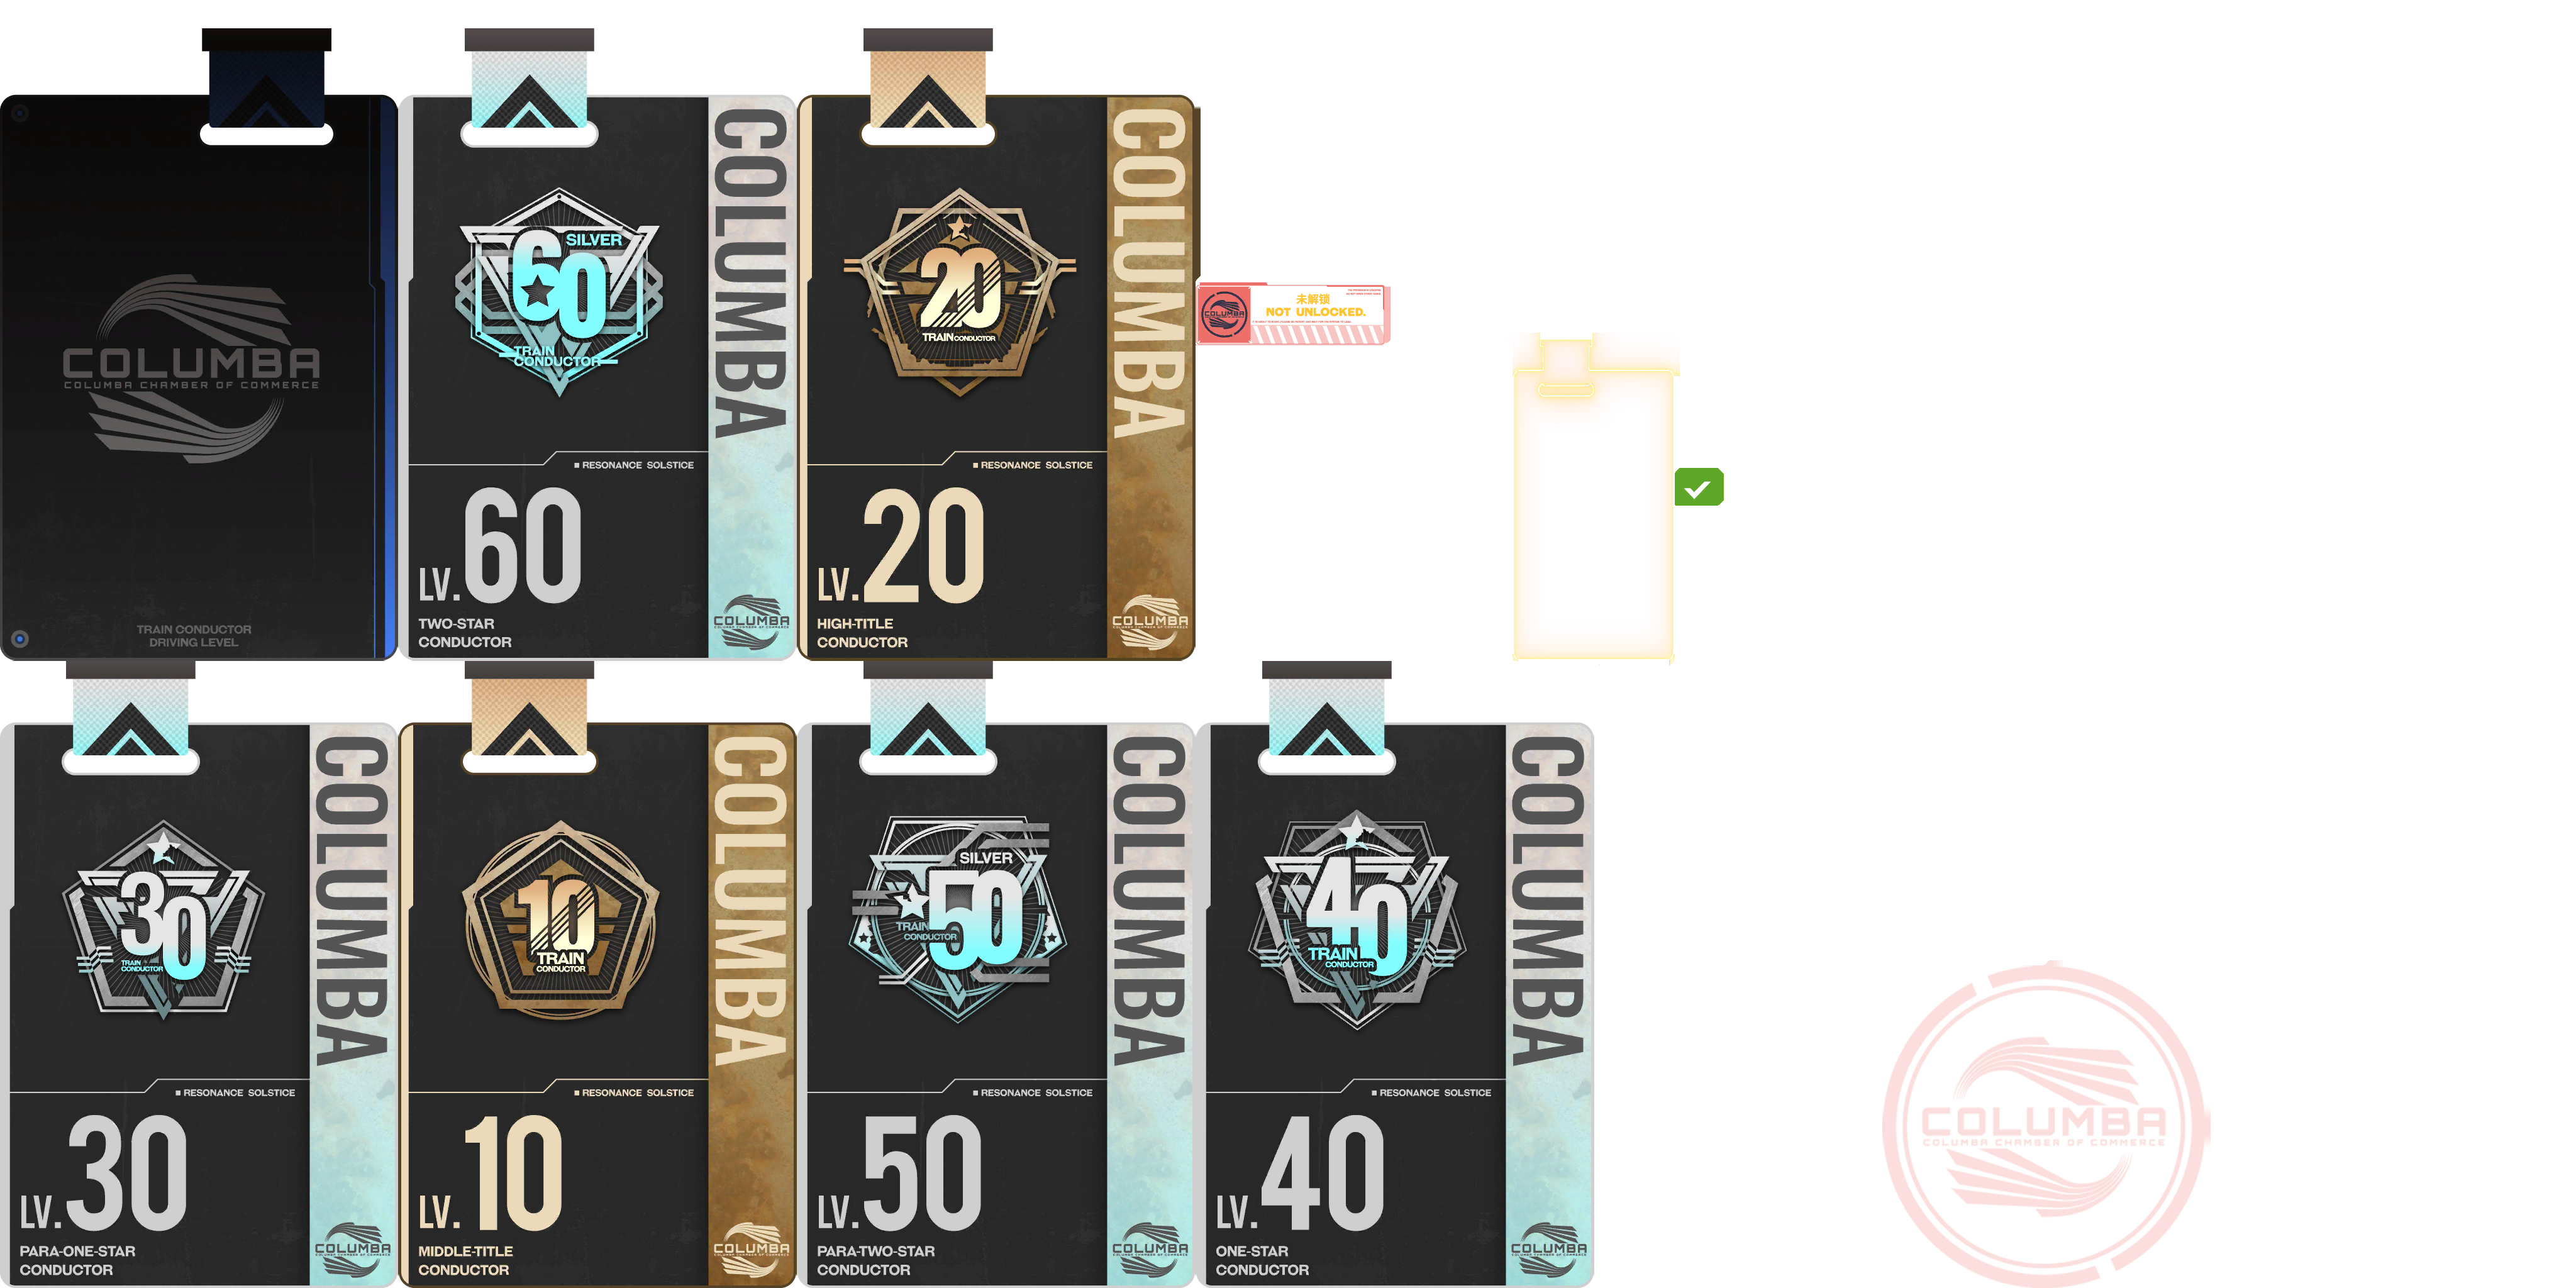 COLUMBA
COLUMBA CHAMBER OF COMMERCE
TRAIN CONDUCTOR
DRIVING LEVEL
COLUMBA
SILVER
60
TRAIN
CONDUCTOR
RESONANCE SOLSTICE
LV.60
TWO-STAR
CONDUCTOR
COLUMBA
COLUMBA
20
TRAIN CONDUCTOR
RESONANCE SOLSTICE
LV.20
HIGH-TITLE
CONDUCTOR
COLUMBA
COLUMBA
未解锁
NOT UNLOCKED.
COLUMBA
30
TRAIN
CONDUCTOR
RESONANCE SOLSTICE
LV.30
PARA-ONE-STAR
CONDUCTOR
COLUMBA
COLUMBA
10
TRAIN
CONDUCTOR
RESONANCE SOLSTICE
LV.10
MIDDLE-TITLE
CONDUCTOR
COLUMBA
COLUMBA
SILVER
50
TRAIN
CONDUCTOR
RESONANCE SOLSTICE
LV.50
PARA-TWO-STAR
CONDUCTOR
COLUMBA
COLUMBA
40
TRAIN
CONDUCTOR
RESONANCE SOLSTICE
LV.40
ONE-STAR
CONDUCTOR
COLUMBA
COLUMBA
COLUMBA CHAMBER OF COMMERCE